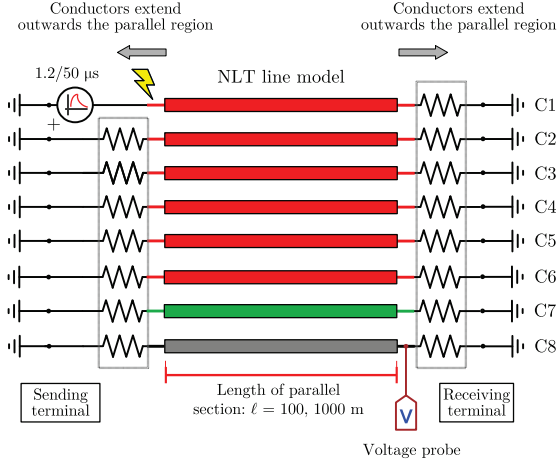 Conductors extend
outwards the parallel region
Conductors extend
outwards the parallel region
1.2/50 μs
NLT line model
+
C1
C2
C3
C4
C5
C6
C7
C8
Sending
terminal
Length of parallel
section: ℓ = 100, 1000 m
Receiving
terminal
V
Voltage probe